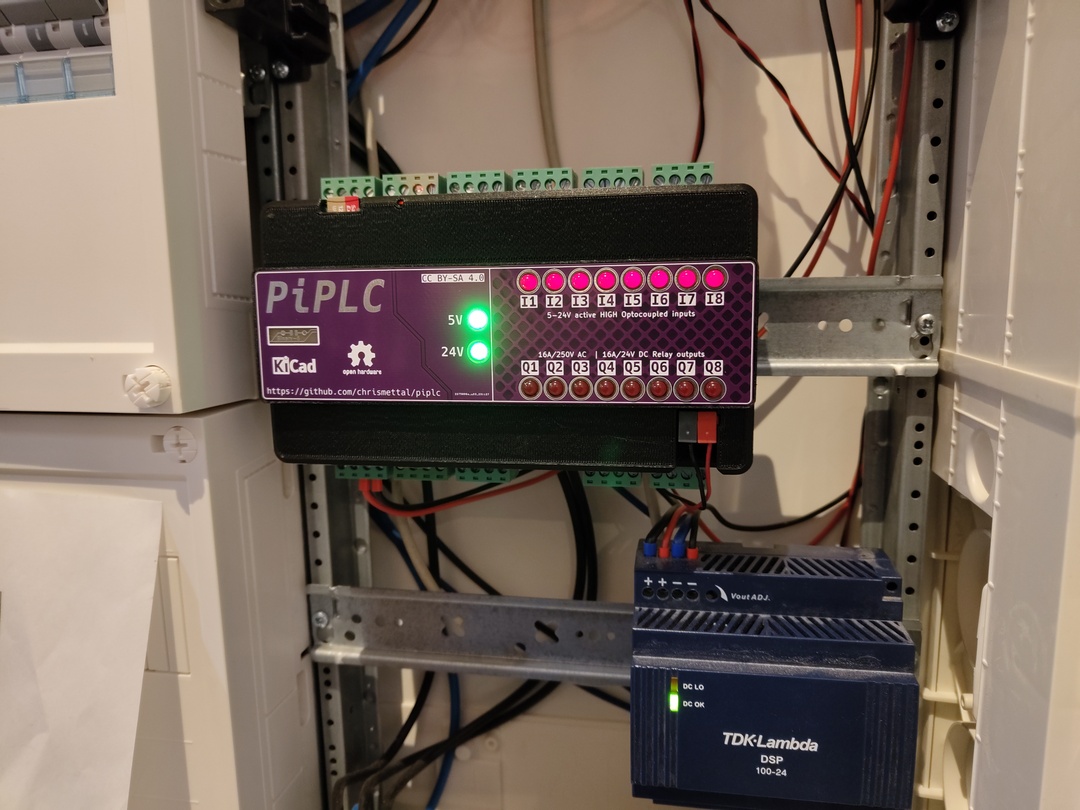 PiPLC
CC BY-SA 4.0
5V
24V
KiCad
open hardware
https://github.com/chrismettal/piplc
I1 I2 I3 I4 I5 I6 I7 I8
5-24V active HIGH Optocoupled inputs
16A/250V AC | 16A/24V DC Relay outputs
Q1 Q2 Q3 Q4 Q5 Q6 Q7 Q8
+ + - -
Vout ADJ.
DC LO
DC OK
TDK-Lambda
DSP
100-24